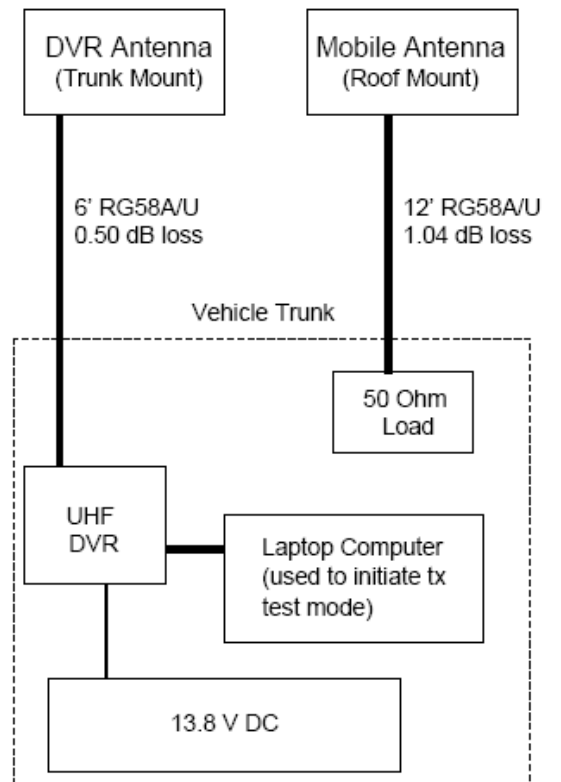 DVR Antenna
(Trunk Mount)
Mobile Antenna
(Roof Mount)
6' RG58A/U
0.50 dB loss
12' RG58A/U
1.04 dB loss
Vehicle Trunk
50 Ohm
Load
UHF
DVR
Laptop Computer
(used to initiate tx
test mode)
13.8 V DC